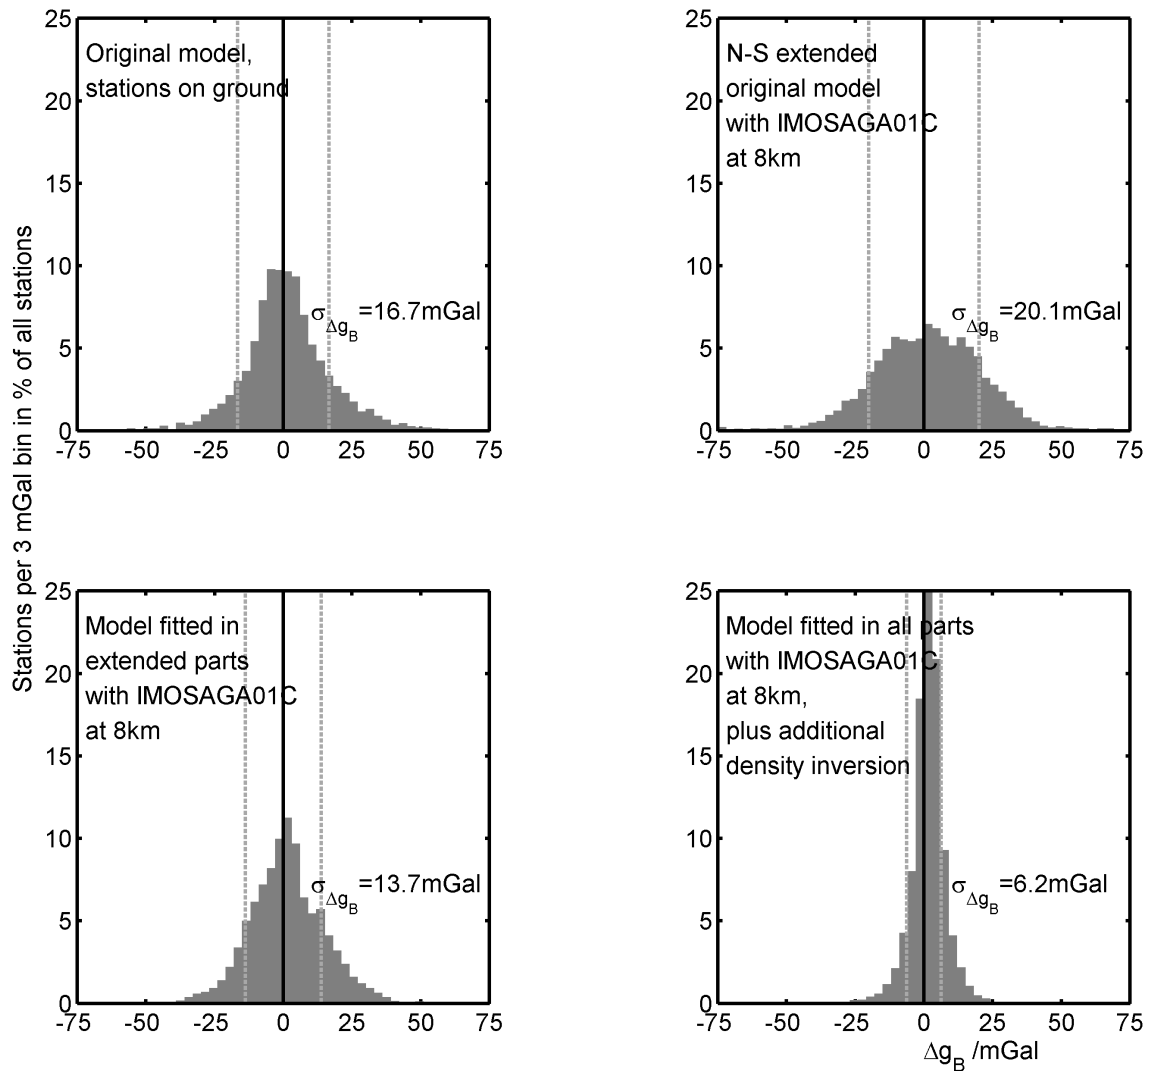 Stations per 3 mGal bin in % of all stations
25
20
15
10
5
0
Original model,
stations on ground
σΔgB=16.7mGal
-75 -50 -25 0 25 50 75
25
20
15
10
5
0
N-S extended
original model
with IMOSAGA01C
at 8km
σΔgB=20.1mGal
-75 -50 -25 0 25 50 75
25
20
15
10
5
0
Model fitted in
extended parts
with IMOSAGA01C
at 8km
σΔgB=13.7mGal
-75 -50 -25 0 25 50 75
25
20
15
10
5
0
Model fitted in all parts
with IMOSAGA01C
at 8km,
plus additional
density inversion
σΔgB=6.2mGal
-75 -50 -25 0 25 50 75
ΔgB /mGal